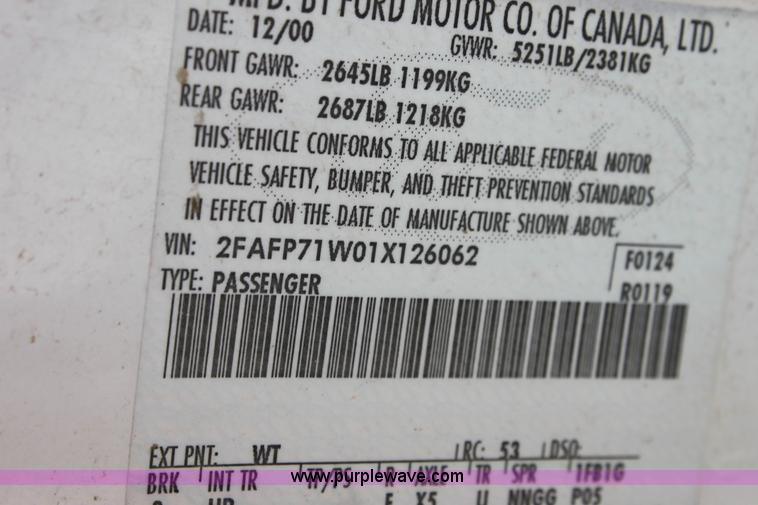 MFD. BY FORD MOTOR CO. OF CANADA, LTD.
DATE: 12/00 GVWR: 5251LB/2381KG
FRONT GAWR: 2645LB 1199KG
REAR GAWR: 2687LB 1218KG
THIS VEHICLE CONFORMS TO ALL APPLICABLE FEDERAL MOTOR
VEHICLE SAFETY, BUMPER, AND THEFT PREVENTION STANDARDS
IN EFFECT ON THE DATE OF MANUFACTURE SHOWN ABOVE.
VIN: 2FAFP71W01X126062
F0124
TYPE: PASSENGER
R0119
EXT PNT: WT RC: 53 DSO:
BRK INT TR TP/PS R AXLE TR SPR 1FB1G
X5 U NNGG P05
www.purplewave.com